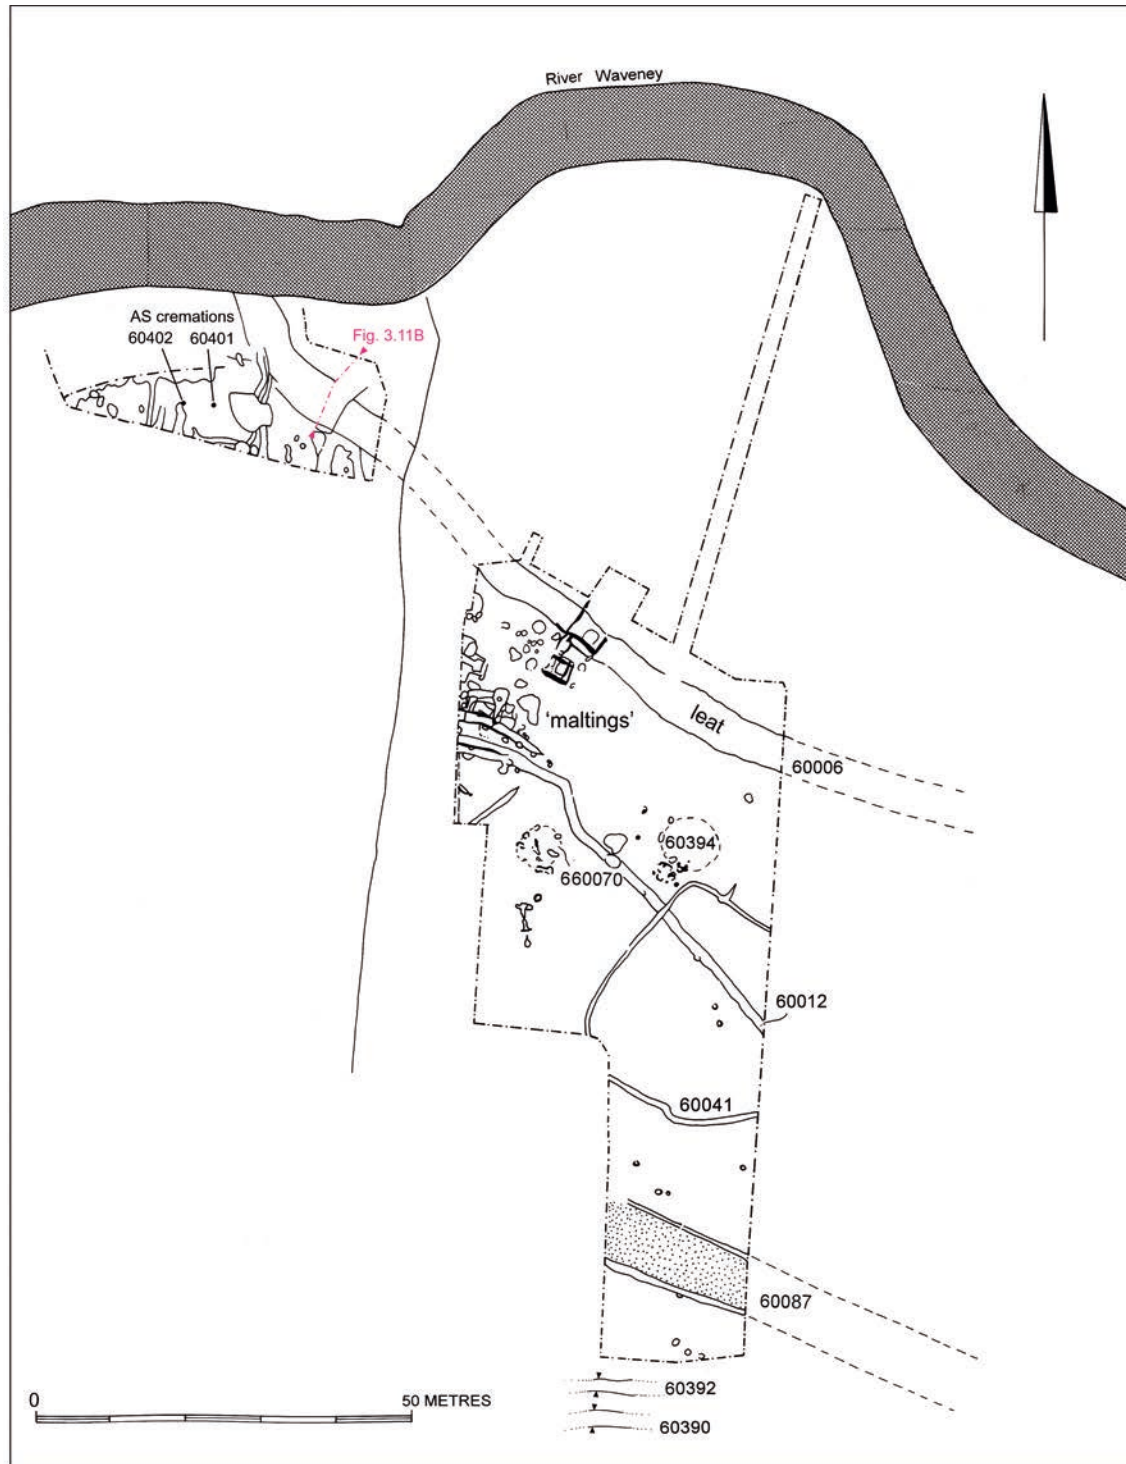 River Waveney
AS cremations
60402 60401
Fig. 3.11B
'maltings'
leat
60006
60394
660070
60012
60041
60087
60392
60390
0
50 METRES